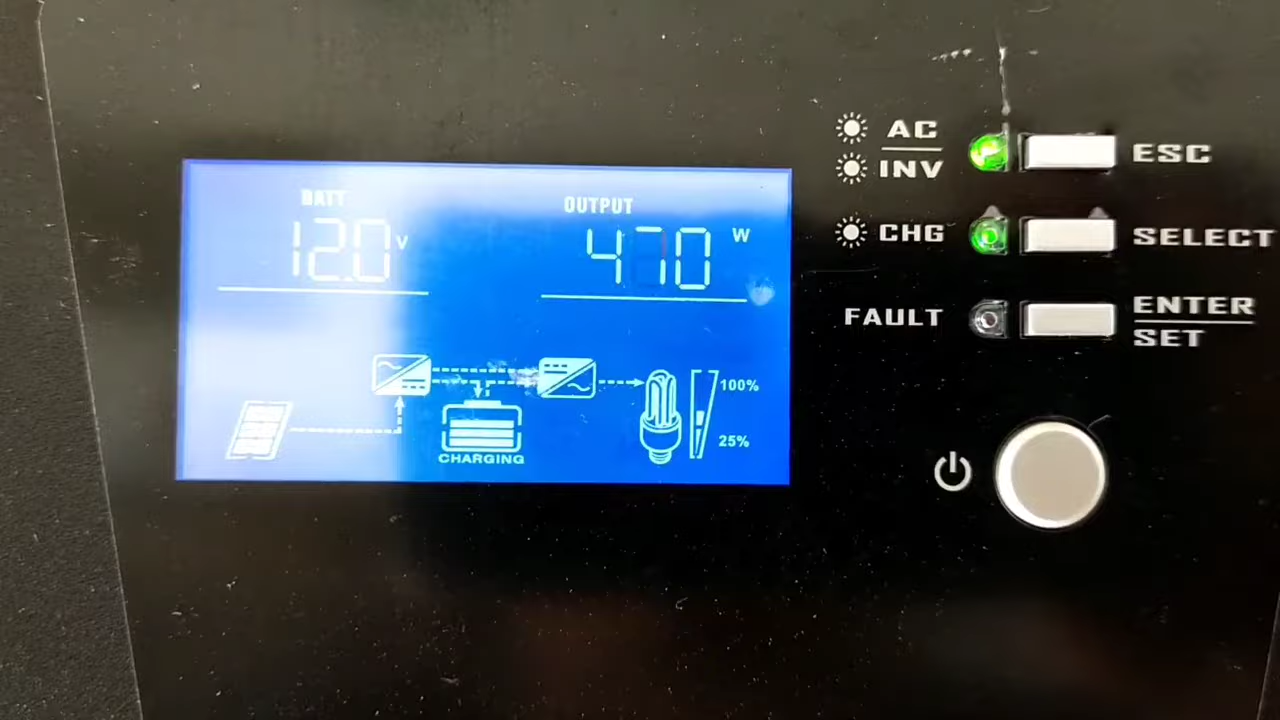 BATT
12.0 V
OUTPUT
470 W
100%
25%
CHARGING
AC
INV
CHG
FAULT
ESC
SELECT
ENTER
SET